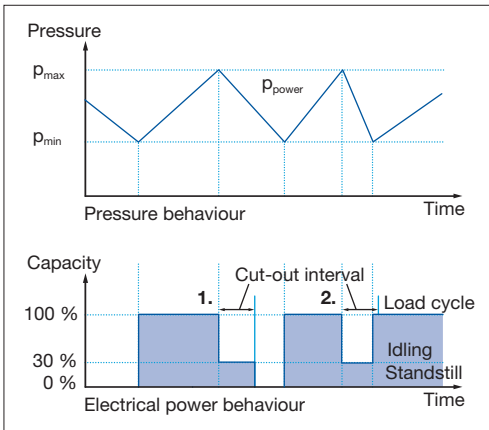 Pressure
pmax
ppower
pmin
Time
Pressure behaviour
Capacity
Cut-out interval
1.
2.
Load cycle
100 %
Idling
30 %
Standstill
0 %
Time
Electrical power behaviour